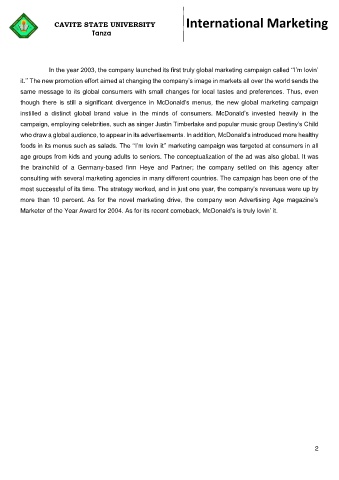 CAVITE STATE UNIVERSITY
Tanza
International Marketing
In the year 2003, the company launched its first truly global marketing campaign called “I’m lovin’
it.” The new promotion effort aimed at changing the company’s image in markets all over the world sends the
same message to its global consumers with small changes for local tastes and preferences. Thus, even
though there is still a significant divergence in McDonald’s menus, the new global marketing campaign
instilled a distinct global brand value in the minds of consumers. McDonald’s invested heavily in the
campaign, employing celebrities, such as singer Justin Timberlake and popular music group Destiny’s Child
who draw a global audience, to appear in its advertisements. In addition, McDonald’s introduced more healthy
foods in its menus such as salads. The “I’m lovin it” marketing campaign was targeted at consumers in all
age groups from kids and young adults to seniors. The conceptualization of the ad was also global. It was
the brainchild of a Germany-based firm Heye and Partner; the company settled on this agency after
consulting with several marketing agencies in many different countries. The campaign has been one of the
most successful of its time. The strategy worked, and in just one year, the company’s revenues were up by
more than 10 percent. As for the novel marketing drive, the company won Advertising Age magazine’s
Marketer of the Year Award for 2004. As for its recent comeback, McDonald’s is truly lovin’ it.
2